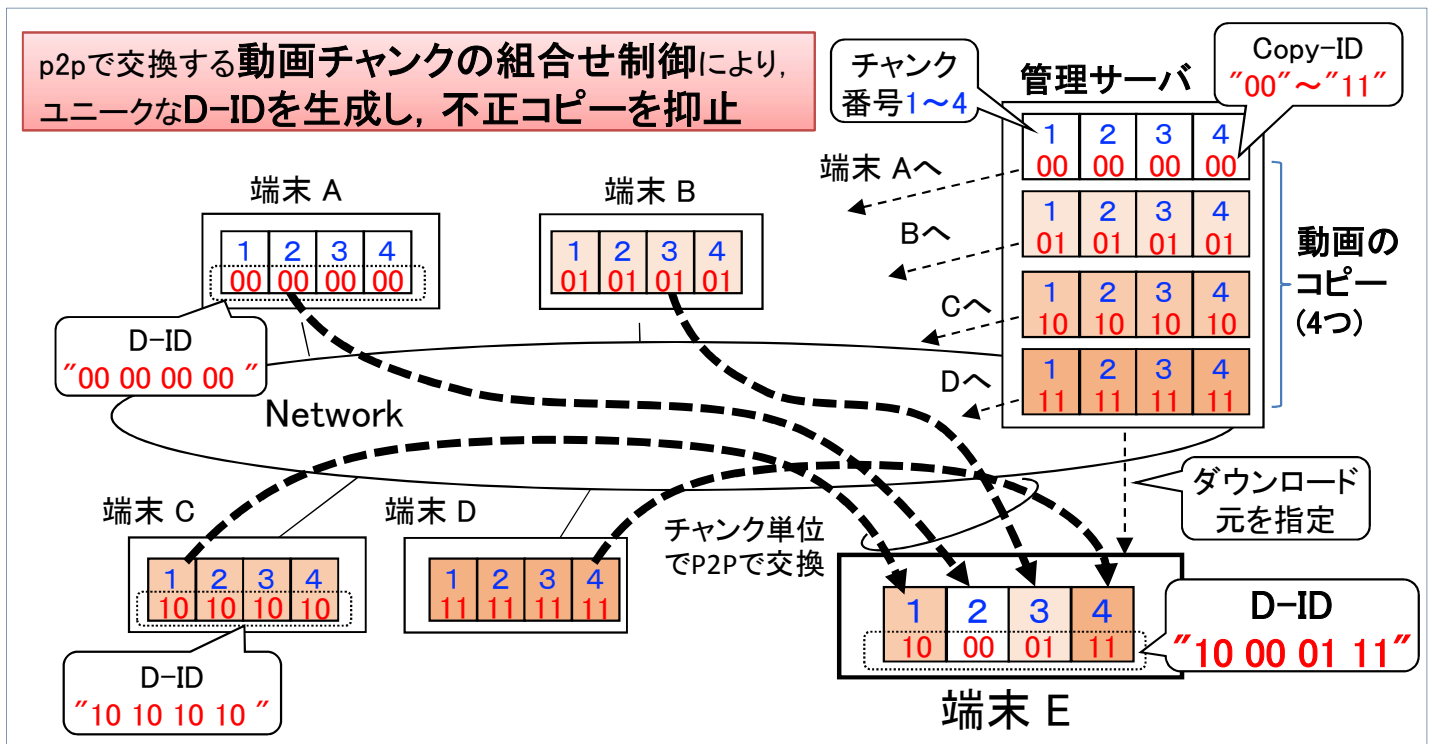 p2pで交換する動画チャンクの組合せ制御により,
ユニークなD-IDを生成し, 不正コピーを抑止
チャンク
番号1～4
管理サーバ
Copy-ID
"00"～"11"
1 2 3 4
00 00 00 00
端末 Aへ
1 2 3 4
01 01 01 01
Bへ
1 2 3 4
10 10 10 10
Cへ
1 2 3 4
11 11 11 11
Dへ
動画の
コピー
(4つ)
端末 A
1 2 3 4
00 00 00 00
D-ID
"00 00 00 00 "
端末 B
1 2 3 4
01 01 01 01
Network
端末 C
1 2 3 4
10 10 10 10
D-ID
"10 10 10 10 "
端末 D
1 2 3 4
11 11 11 11
チャンク単位
でP2Pで交換
ダウンロード
元を指定
1 2 3 4
10 00 01 11
D-ID
"10 00 01 11"
端末 E